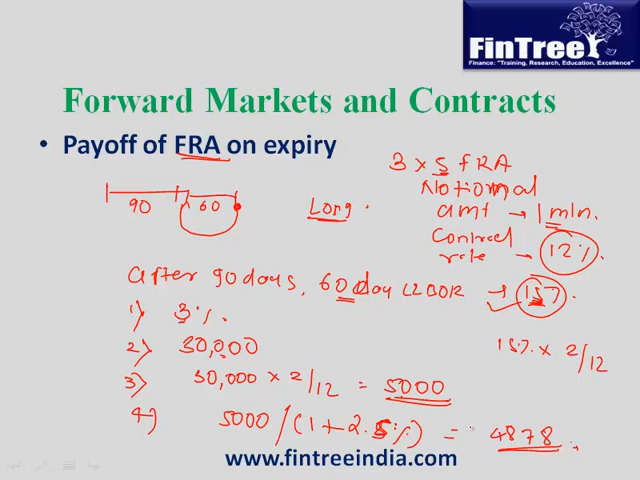 FinTree
Finance: "Training, Research, Education, Excellence"
Forward Markets and Contracts
• Payoff of FRA on expiry
3 x 5 FRA
Notional
amt → 1 mln.
Contract
rate → 12%.
90 60
Long.
After 90 days, 60 day LIBOR →
1) 3%.
2) 30,000
3) 30,000 x 2/12 = 5000
15% x 2/12
4) 5000/(1+2.5%) = 4878
www.fintreeindia.com